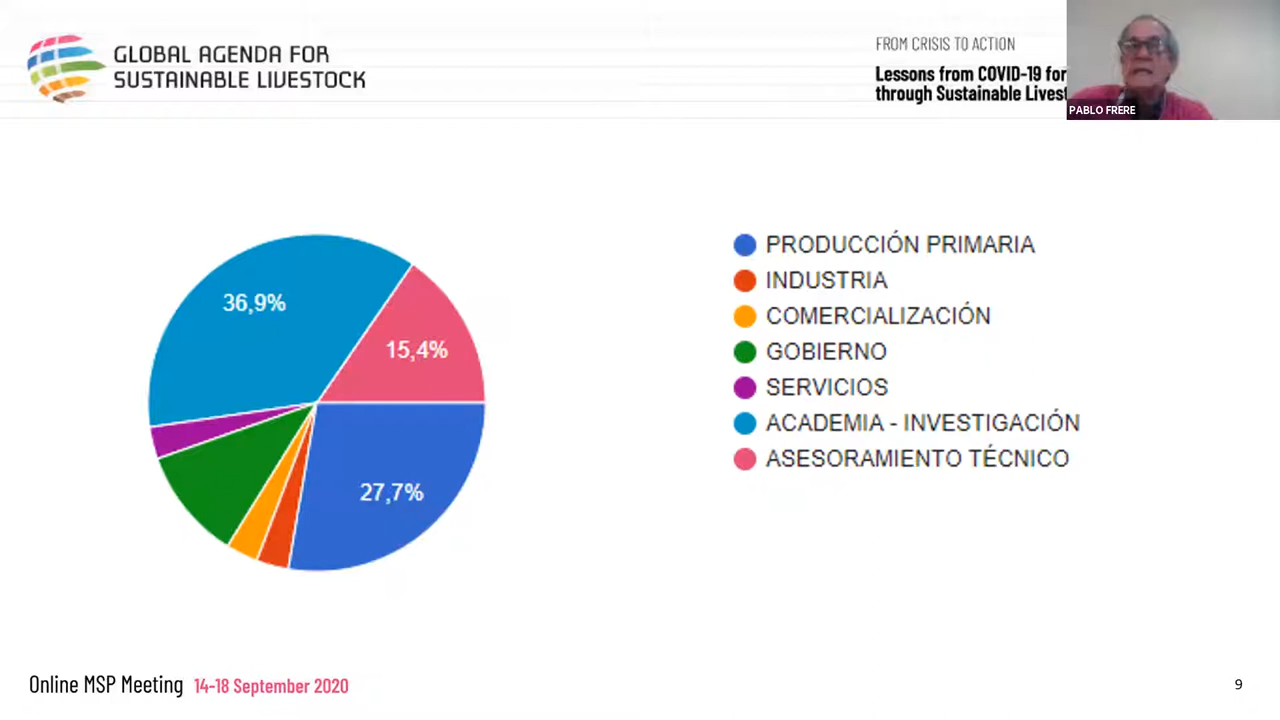 GLOBAL AGENDA FOR
SUSTAINABLE LIVESTOCK
FROM CRISIS TO ACTION
Lessons from COVID-19 for
through Sustainable
PABLO FRERE
36,9%
15,4%
27,7%
PRODUCCIÓN PRIMARIA
INDUSTRIA
COMERCIALIZACIÓN
GOBIERNO
SERVICIOS
ACADEMIA - INVESTIGACIÓN
ASESORAMIENTO TÉCNICO
Online MSP Meeting 14-18 September 2020
9